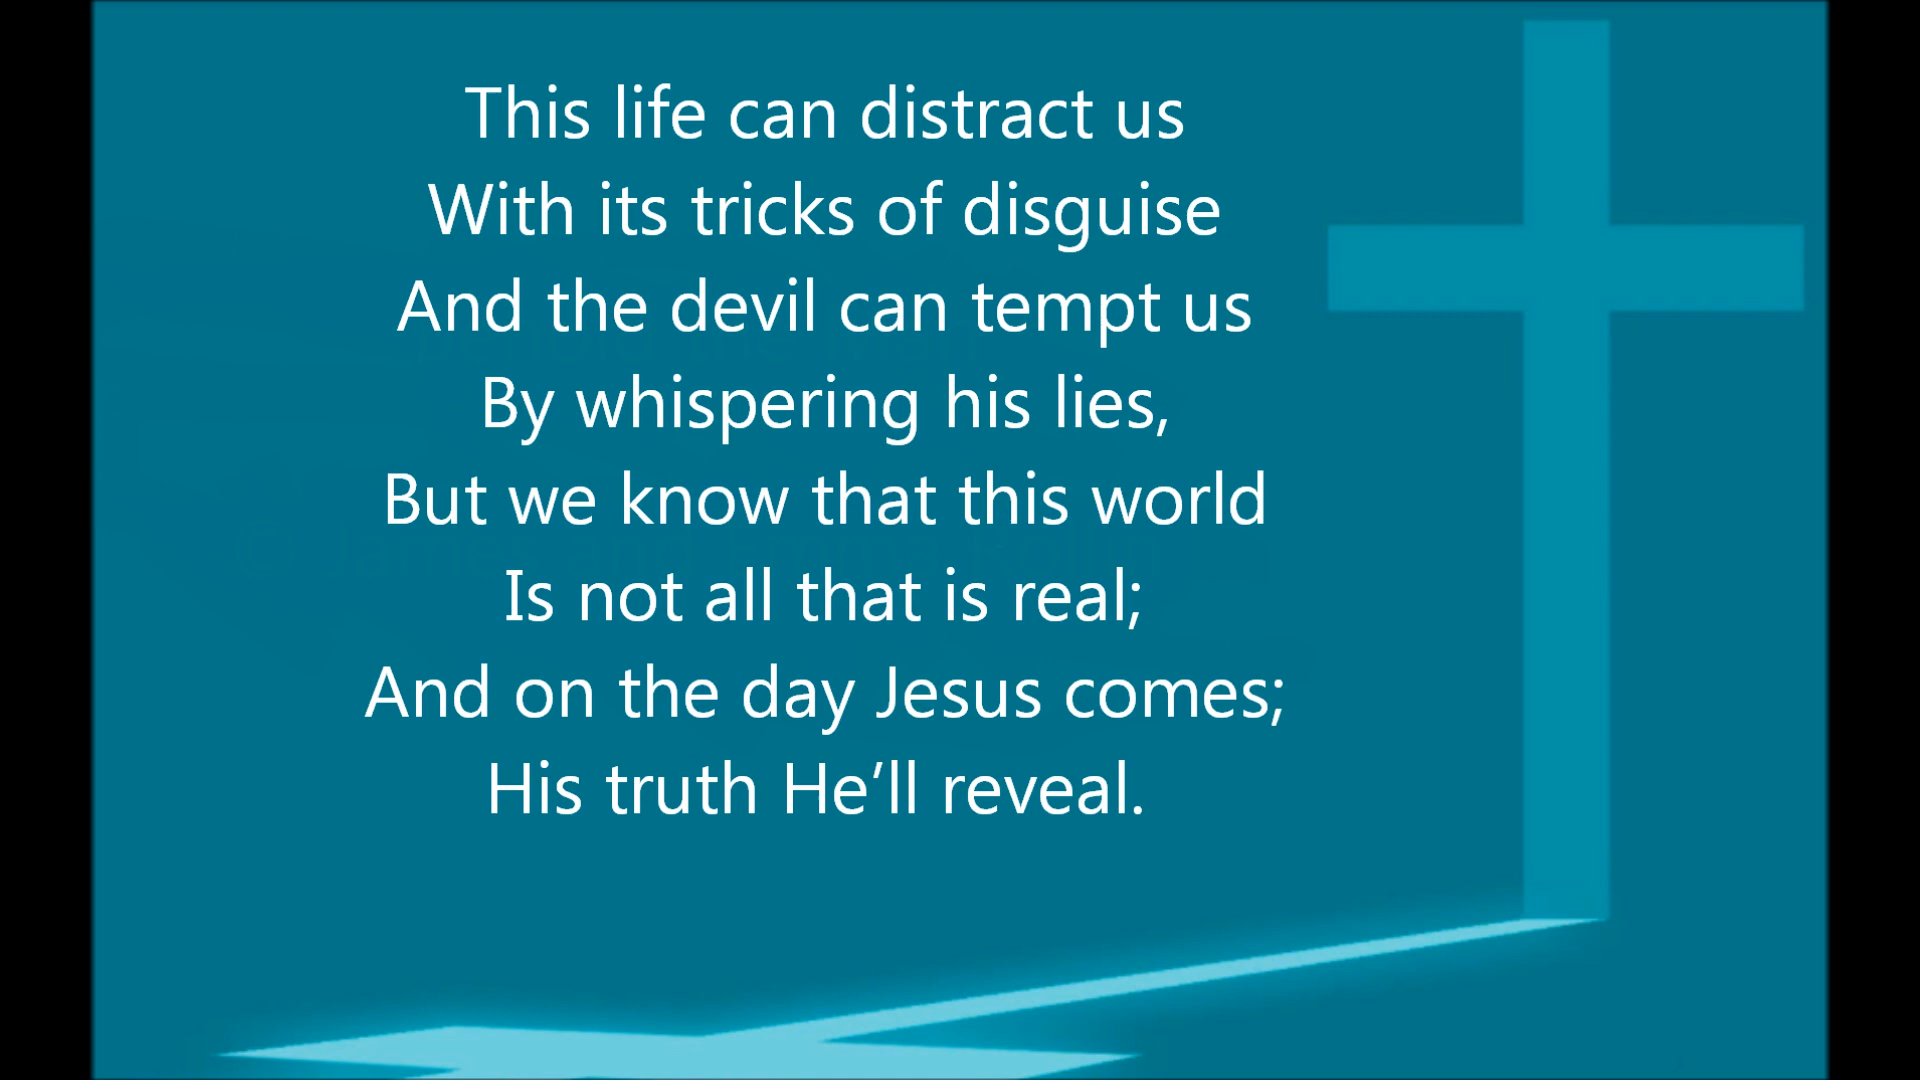 This life can distract us
With its tricks of disguise
And the devil can tempt us
By whispering his lies,
But we know that this world
Is not all that is real;
And on the day Jesus comes;
His truth He’ll reveal.